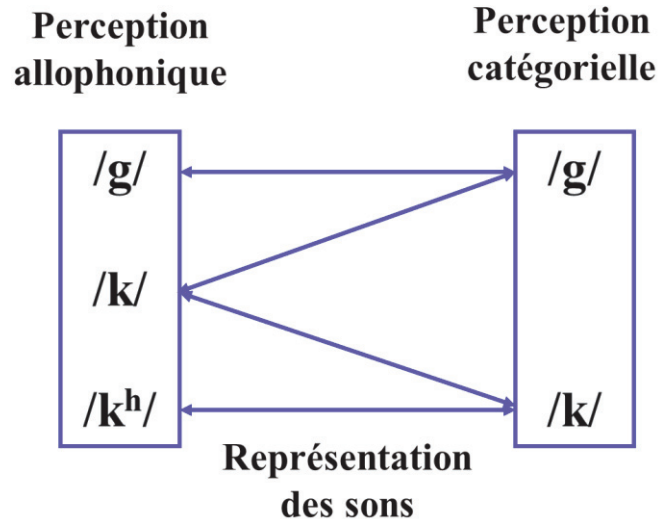 Perception
allophonique
Perception
catégorielle
/g/
/k/
/kʰ/
/g/
/k/
Représentation
des sons